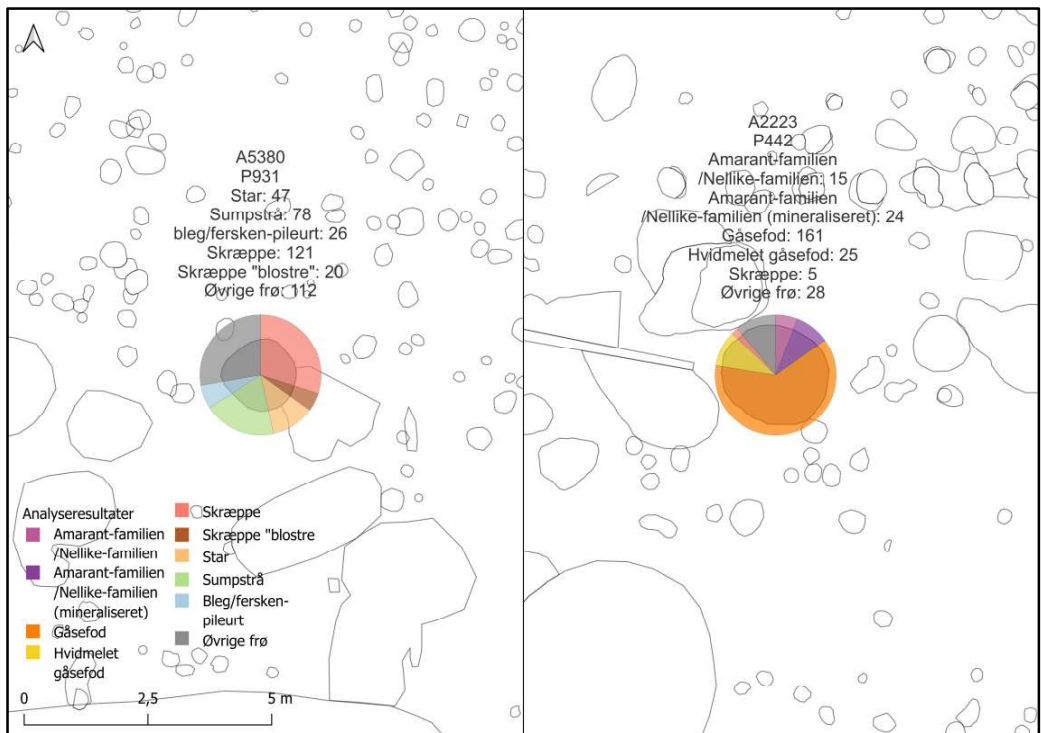 A5380
P931
Star: 47
Sumpstrå: 78
bleg/fersken-pileurt: 26
Skræppe: 121
Skræppe "blostre": 20
Øvrige frø: 112
A2223
P442
Amarant-familien
/Nellike-familien: 15
Amarant-familien
/Nellike-familien (mineraliseret): 24
Gåsefod: 161
Hvidmelet gåsefod: 25
Skræppe: 5
Øvrige frø: 28
Analyseresultater
Amarant-familien
/Nellike-familien
Amarant-familien
/Nellike-familien
(mineraliseret)
Gåsefod
Hvidmelet
gåsefod
Skræppe
Skræppe "blostre
Star
Sumpstrå
Bleg/fersken-
pileurt
Øvrige frø
0 2,5 5 m